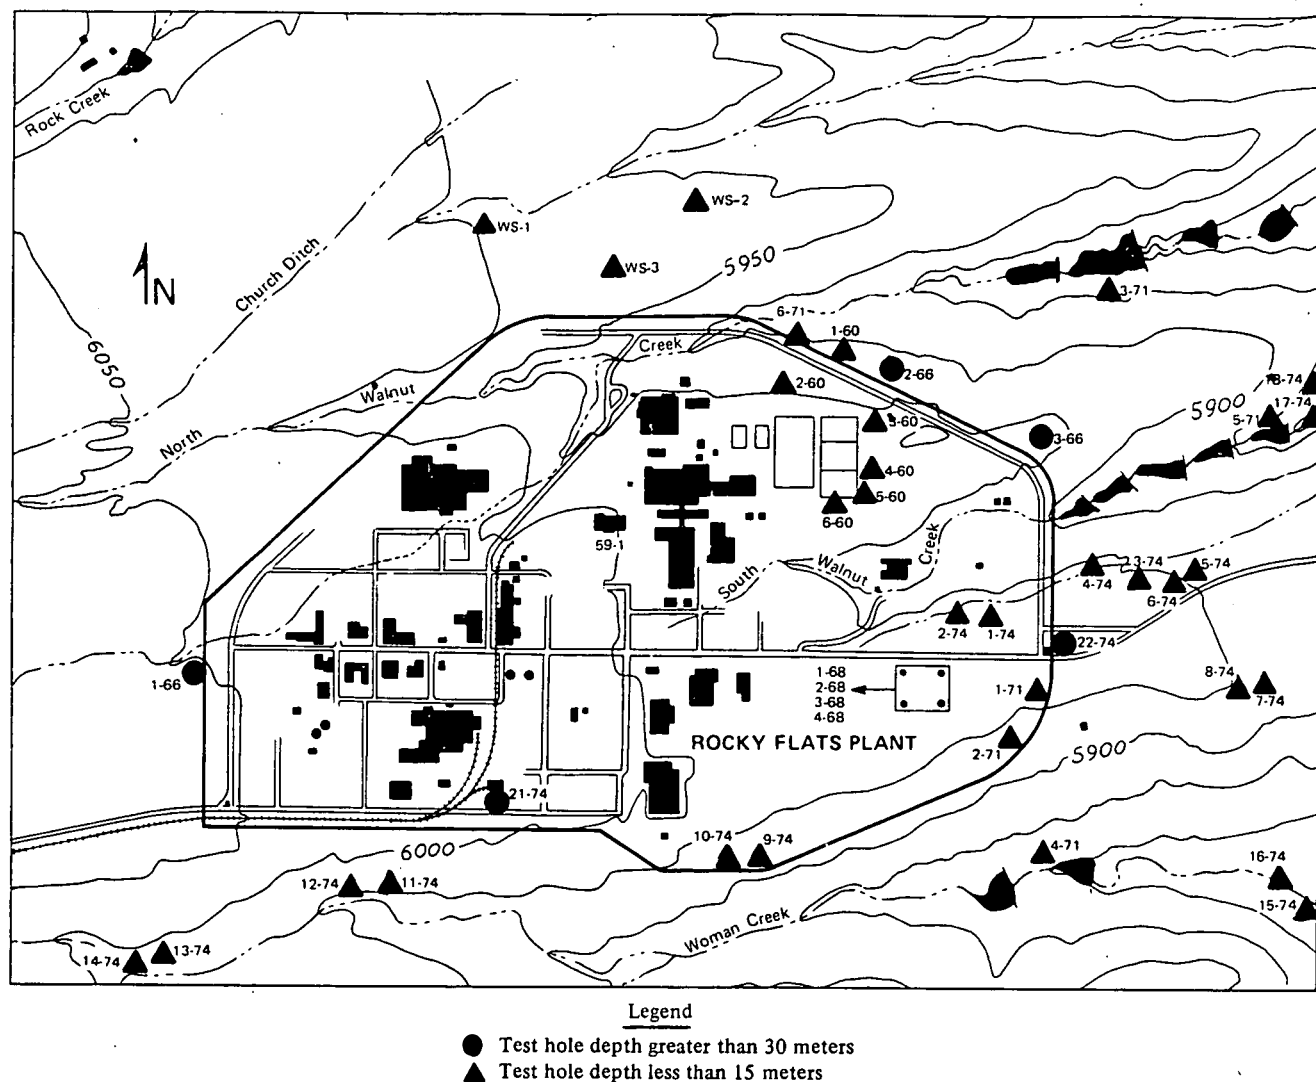 Rock Creek
WS-2
WS-1
Church Ditch
WS-3
5950
N
3-71
6-71
1-60
6050
Creek
2-66
18-74
Walnut
2-60
5900
17-74
5-71
3-60
North
3-66
4-60
5-60
6-60
59-1
Creek
South
Walnut
4-74
3-74
5-74
6-74
2-74
1-74
22-74
1-66
1-68
2-68
3-68
4-68
1-71
8-74
7-74
ROCKY FLATS PLANT
2-71
5900
21-74
10-74
9-74
6000
4-71
12-74
11-74
16-74
15-74
Woman Creek
14-74
13-74
Legend
Test hole depth greater than 30 meters
Test hole depth less than 15 meters